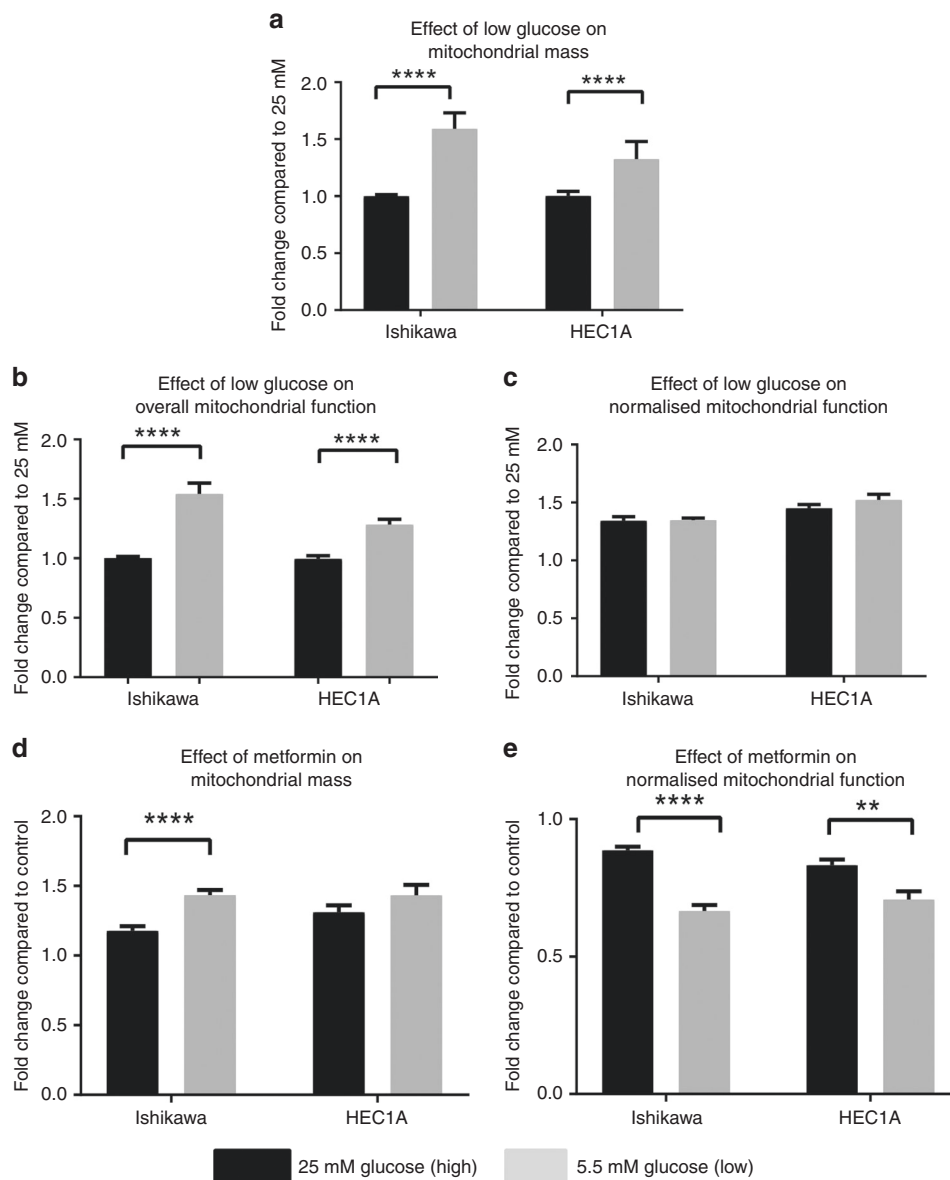 a
Effect of low glucose on
mitochondrial mass
Fold change compared to 25 mM
2.0
1.5
1.0
0.5
0.0
****
****
Ishikawa
HEC1A
b
Effect of low glucose on
overall mitochondrial function
Fold change compared to 25 mM
2.0
1.5
1.0
0.5
0.0
****
****
Ishikawa
HEC1A
c
Effect of low glucose on
normalised mitochondrial function
Fold change compared to 25 mM
2.0
1.5
1.0
0.5
0.0
Ishikawa
HEC1A
d
Effect of metformin on
mitochondrial mass
Fold change compared to control
2.0
1.5
1.0
0.5
0.0
****
Ishikawa
HEC1A
e
Effect of metformin on
normalised mitochondrial function
Fold change compared to control
1.0
0.5
0.0
****
**
Ishikawa
HEC1A
25 mM glucose (high)
5.5 mM glucose (low)